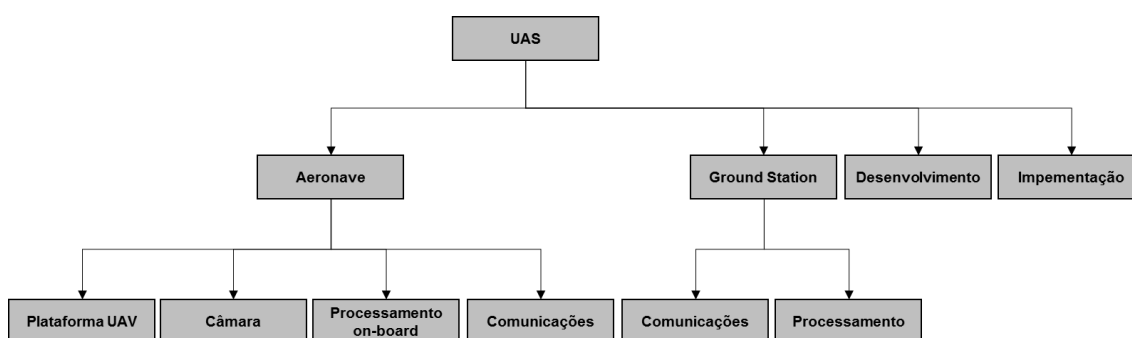 UAS
Aeronave
Ground Station
Desenvolvimento
Impementação
Plataforma UAV
Câmara
Processamento
on-board
Comunicações
Comunicações
Processamento